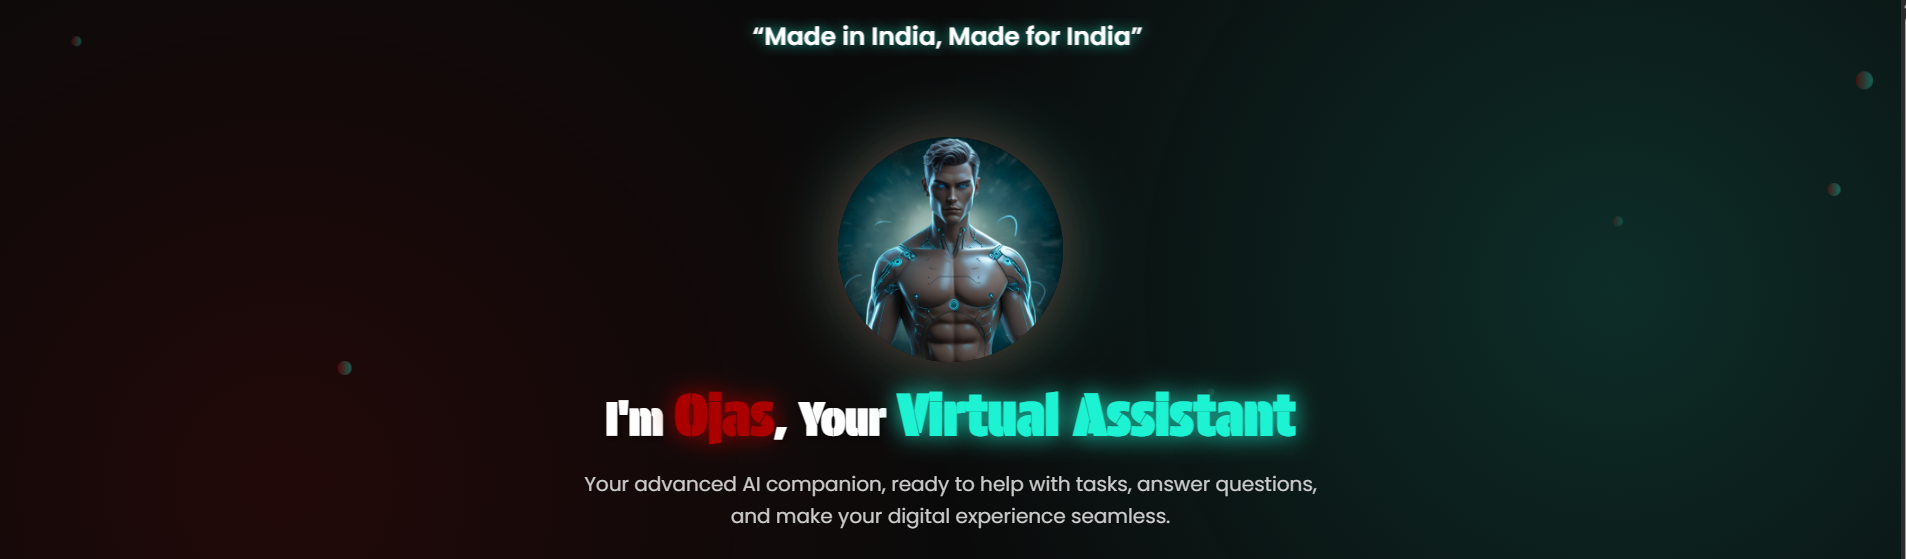 “Made in India, Made for India”
I'm Ojas, Your Virtual Assistant
Your advanced AI companion, ready to help with tasks, answer questions,
and make your digital experience seamless.